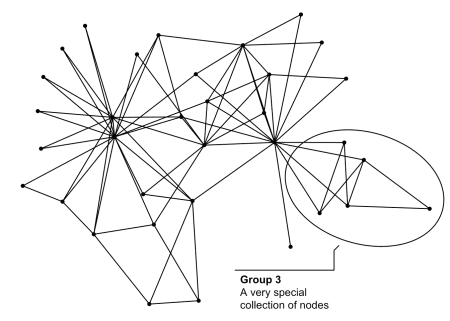 Group 3
A very special
collection of nodes